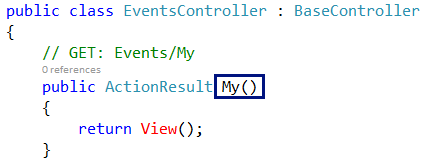 public class EventsController : BaseController
{
// GET: Events/My
0 references
public ActionResult My()
{
return View();
}